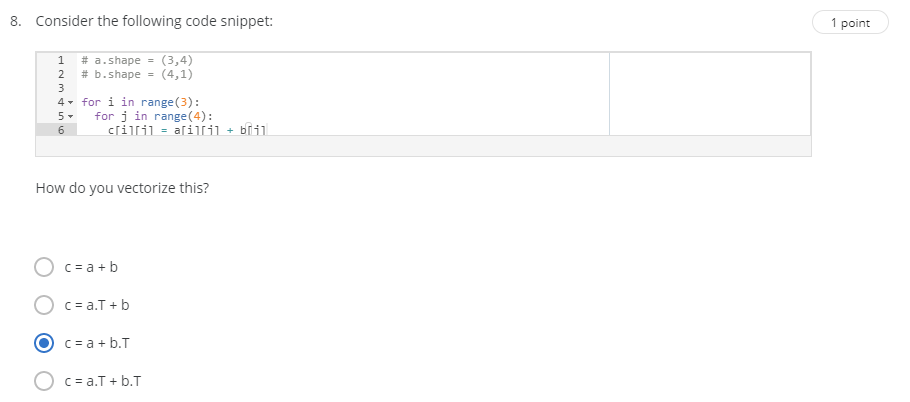 8. Consider the following code snippet:
1 point
1 # a.shape = (3,4)
2 # b.shape = (4,1)
3
4 for i in range(3):
5 for j in range(4):
6 c[i][j] = a[i][j] + b[j]
How do you vectorize this?
c = a + b
c = a.T + b
c = a + b.T
c = a.T + b.T